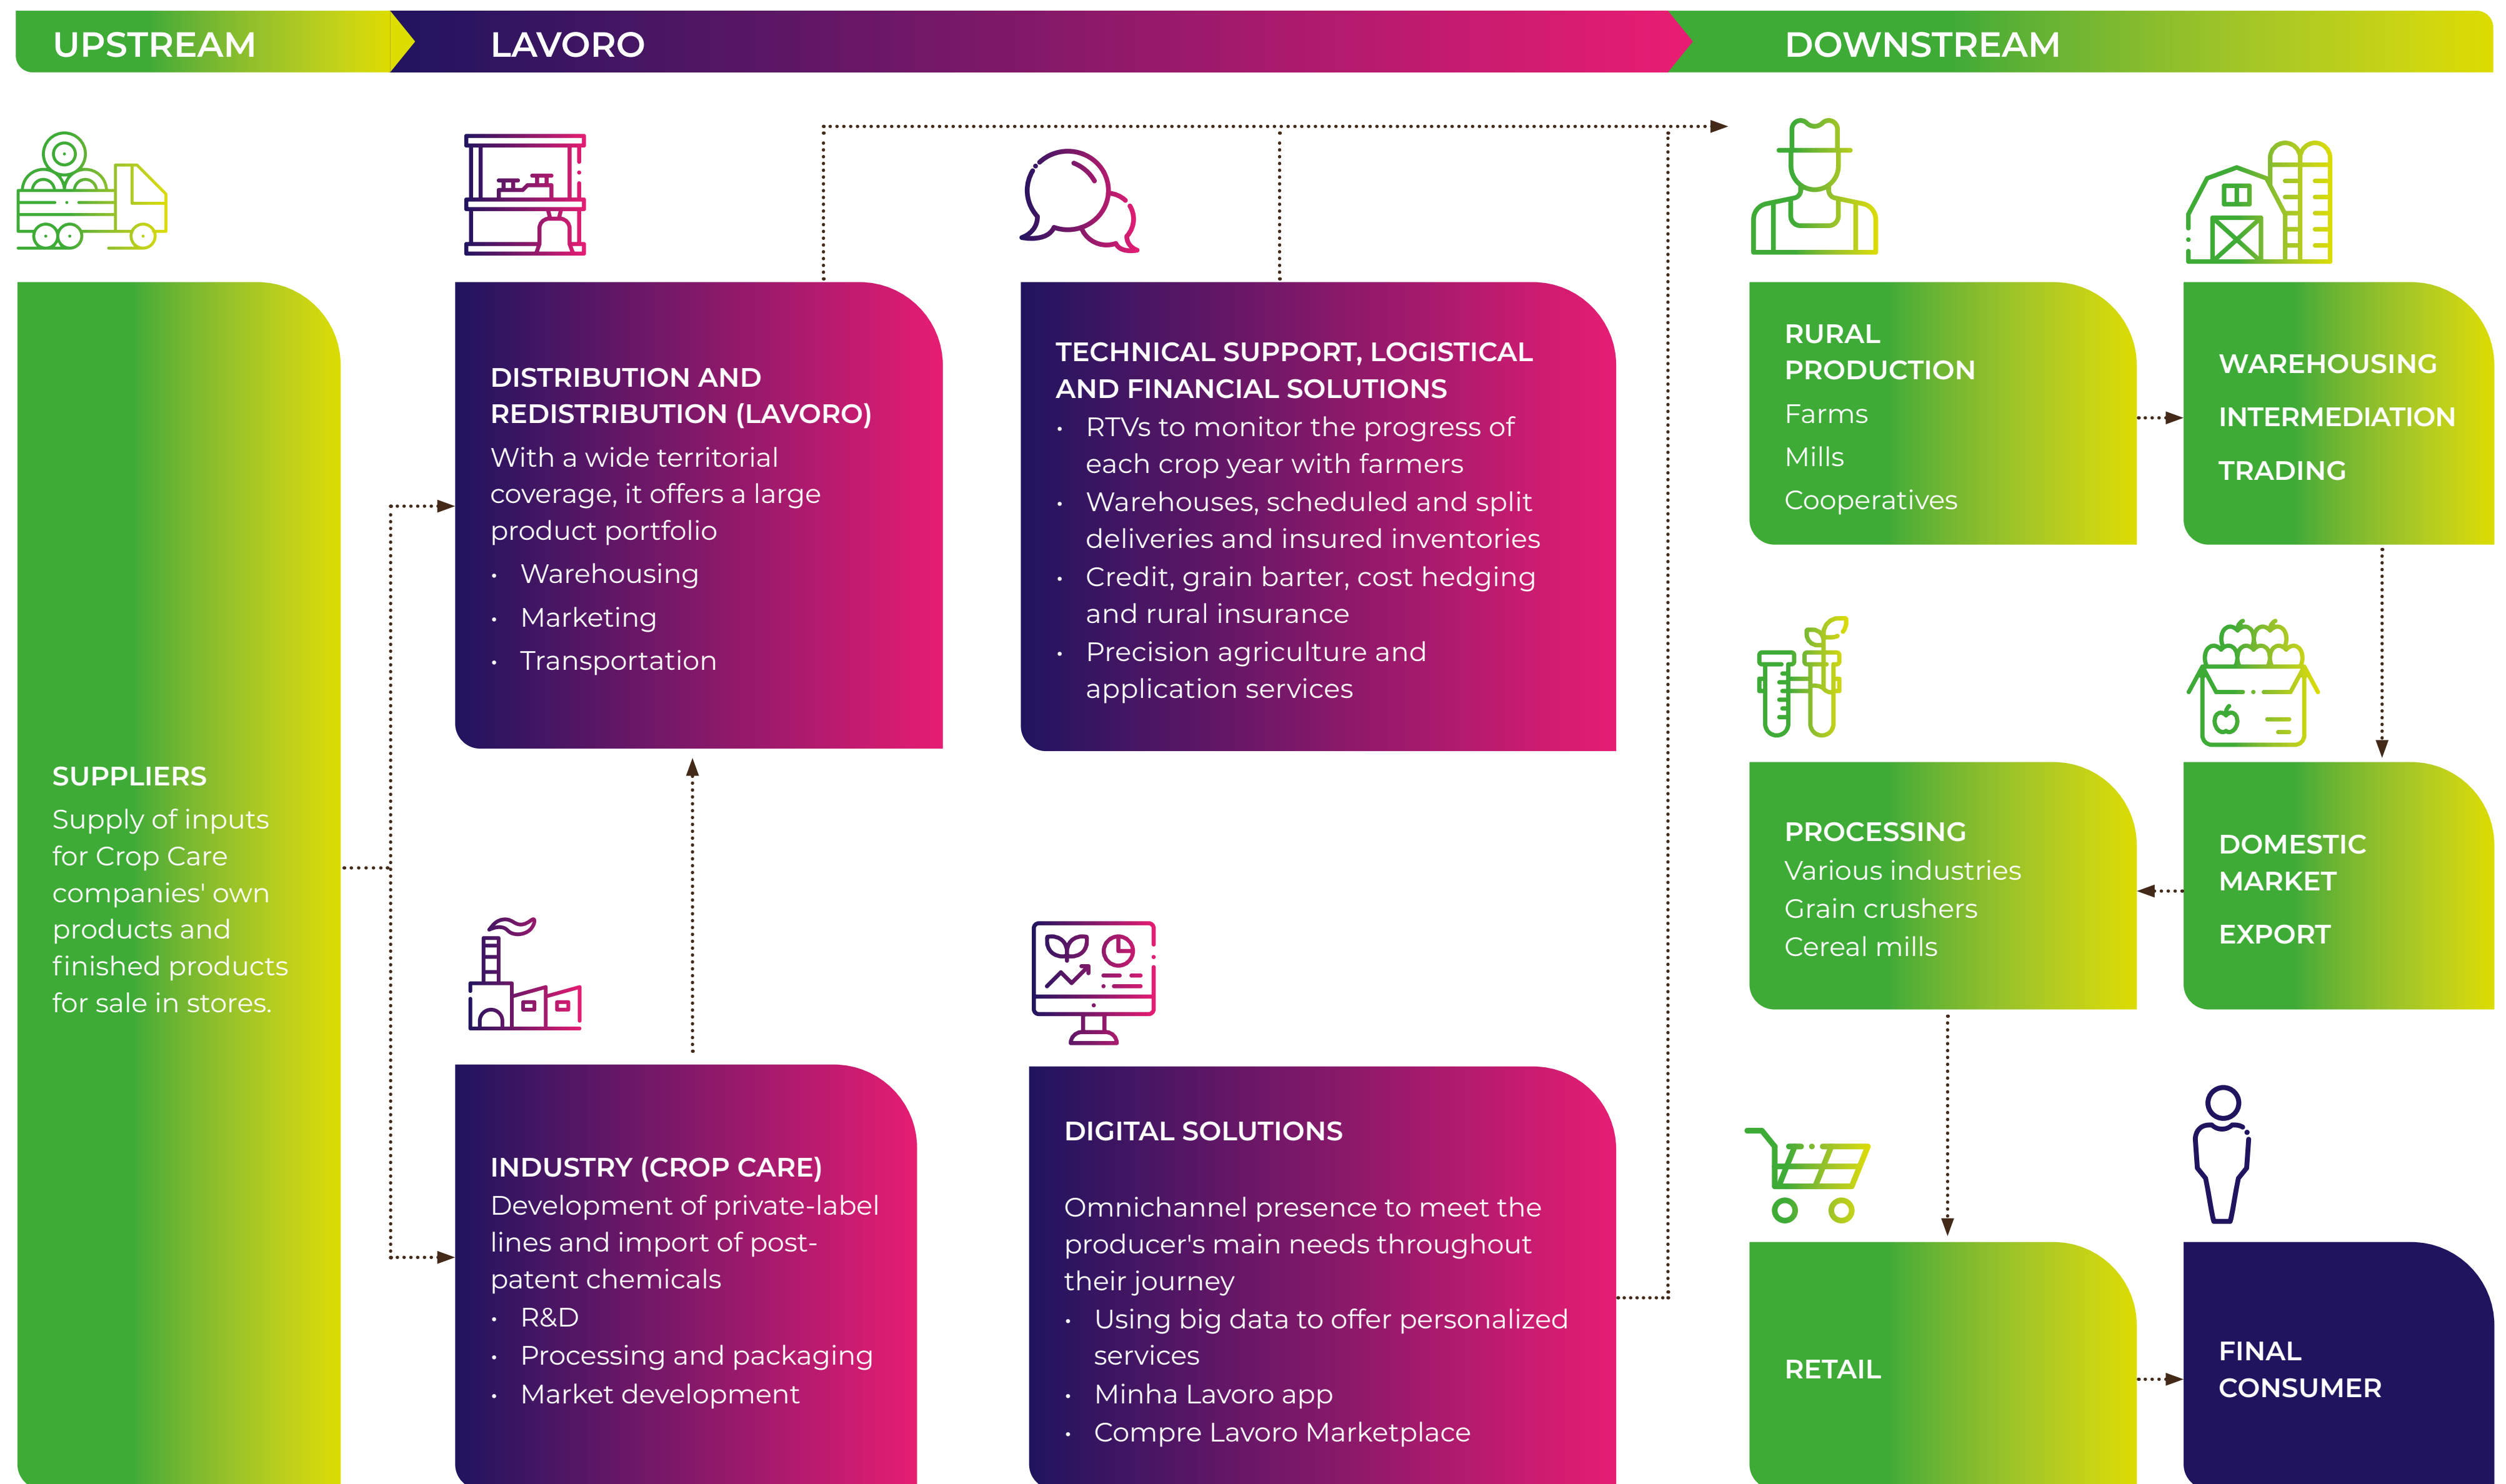 UPSTREAM
LAVORO
DOWNSTREAM
SUPPLIERS
Supply of inputs
for Crop Care
companies' own
products and
finished products
for sale in stores.
DISTRIBUTION AND
REDISTRIBUTION (LAVORO)
With a wide territorial
coverage, it offers a large
product portfolio
• Warehousing
• Marketing
• Transportation
INDUSTRY (CROP CARE)
Development of private-label
lines and import of post-
patent chemicals
• R&D
• Processing and packaging
• Market development
TECHNICAL SUPPORT, LOGISTICAL
AND FINANCIAL SOLUTIONS
• RTVs to monitor the progress of
each crop year with farmers
• Warehouses, scheduled and split
deliveries and insured inventories
• Credit, grain barter, cost hedging
and rural insurance
• Precision agriculture and
application services
DIGITAL SOLUTIONS
Omnichannel presence to meet the
producer's main needs throughout
their journey
• Using big data to offer personalized
services
• Minha Lavoro app
• Compre Lavoro Marketplace
RURAL
PRODUCTION
Farms
Mills
Cooperatives
WAREHOUSING
INTERMEDIATION
TRADING
PROCESSING
Various industries
Grain crushers
Cereal mills
DOMESTIC
MARKET
EXPORT
RETAIL
FINAL
CONSUMER